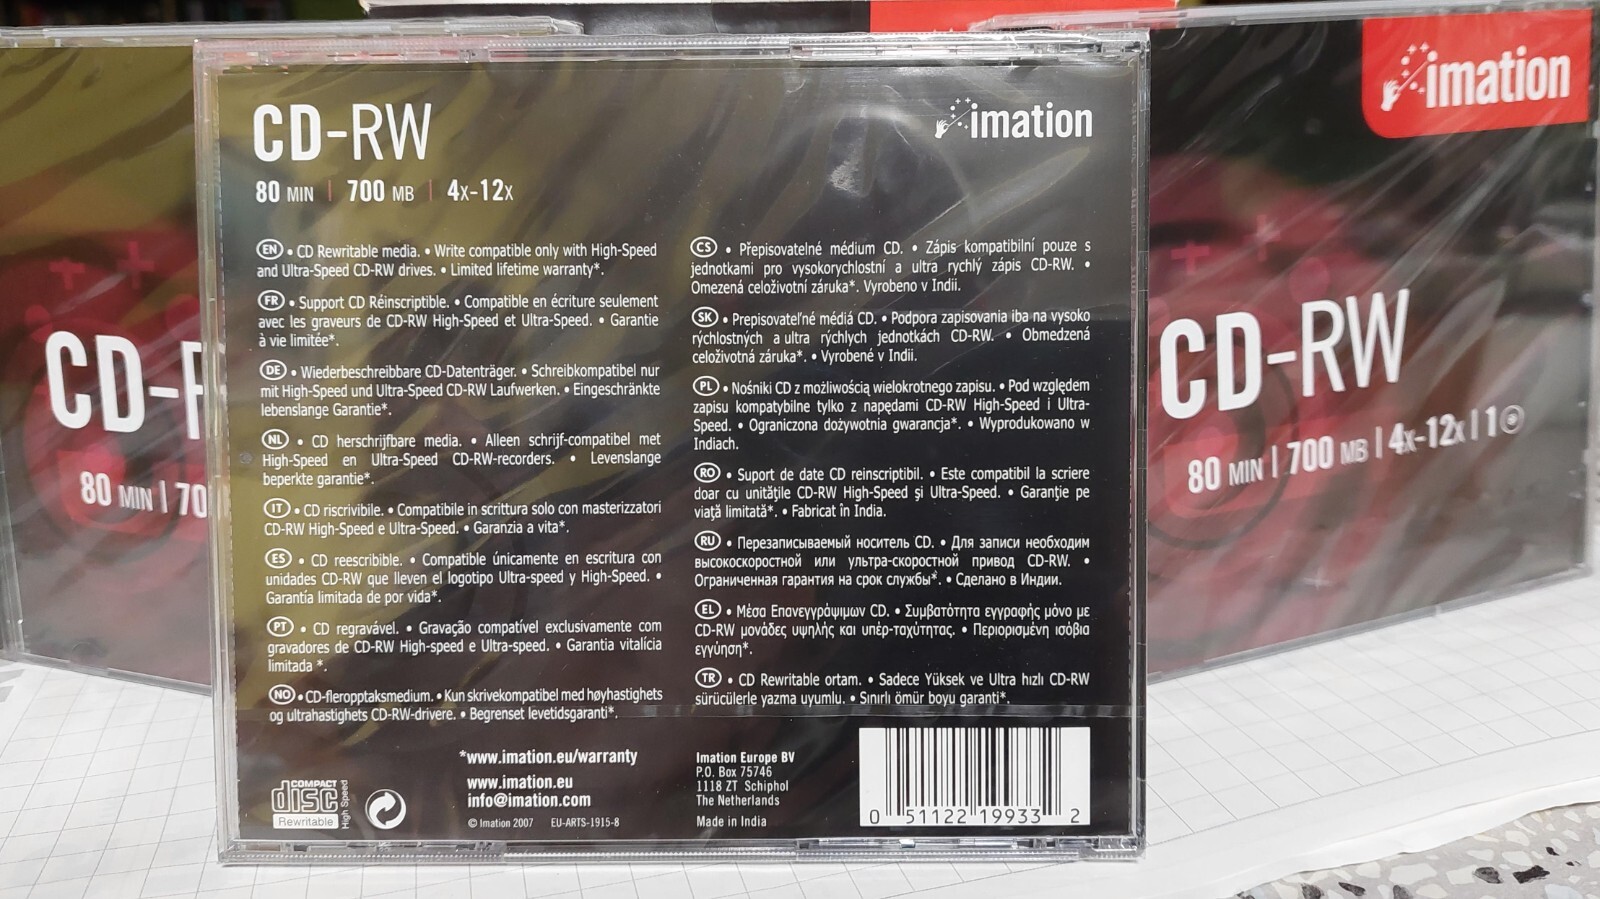 CD-RW
imation
80 MIN | 700 MB | 4x-12x
EN • CD Rewritable media. • Write compatible only with High-Speed
and Ultra-Speed CD-RW drives. • Limited lifetime warranty*.
FR • Support CD Réinscriptible. • Compatible en écriture seulement
avec les graveurs de CD-RW High-Speed et Ultra-Speed. • Garantie
à vie limitée*.
DE • Wiederbeschreibbare CD-Datenträger. • Schreibkompatibel nur
mit High-Speed und Ultra-Speed CD-RW Laufwerken. • Eingeschränkte
lebenslange Garantie*.
NL • CD herschrijfbare media. • Alleen schrijf-compatibel met
High-Speed en Ultra-Speed CD-RW-recorders. • Levenslange
beperkte garantie*.
IT • CD riscrivibile. • Compatibile in scrittura solo con masterizzatori
CD-RW High-Speed e Ultra-Speed. • Garanzia a vita*.
ES • CD reescribible. • Compatible únicamente en escritura con
unidades CD-RW que lleven el logotipo Ultra-speed y High-Speed. •
Garantía limitada de por vida*.
PT • CD regravável. • Gravação compatível exclusivamente com
gravadores de CD-RW High-speed e Ultra-speed. • Garantia vitalícia
limitada *.
NO • CD-fleropptaksmedium. • Kun skrivekompatibel med høyhastighets
og ultrahastighets CD-RW-drivere. • Begrenset levetidsgaranti*.
CS • Přepisovatelné médium CD. • Zápis kompatibilní pouze s
jednotkami pro vysokorychlostní a ultra rychlý zápis CD-RW. •
Omezená celoživotní záruka*. Vyrobeno v Indii.
SK • Prepisovateľné médiá CD. • Podpora zapisovania iba na vysoko
rýchlostných a ultra rýchlych jednotkách CD-RW. • Obmedzená
celoživotná záruka*. • Vyrobené v Indii.
PL • Nośniki CD z możliwością wielokrotnego zapisu. • Pod względem
zapisu kompatybilne tylko z napędami CD-RW High-Speed i Ultra-
Speed. • Ograniczona dożywotnia gwarancja*. • Wyprodukowano w
Indiach.
RO • Suport de date CD reinscriptibil. • Este compatibil la scriere
doar cu unităţile CD-RW High-Speed şi Ultra-Speed. • Garanţie pe
viaţă limitată*. • Fabricat în India.
RU • Перезаписываемый носитель CD. • Для записи необходим
высокоскоростной или ультра-скоростной привод CD-RW. •
Ограниченная гарантия на срок службы*. • Сделано в Индии.
EL • Μέσα Επανεγγράψιμων CD. • Συμβατότητα εγγραφής μόνο με
CD-RW μονάδες υψηλής και υπέρ-ταχύτητας. • Περιορισμένη ισόβια
εγγύηση*.
TR • CD Rewritable ortam. • Sadece Yüksek ve Ultra hızlı CD-RW
sürücülerle yazma uyumlu. • Sınırlı ömür boyu garanti*.
*www.imation.eu/warranty
www.imation.eu
info@imation.com
© Imation 2007 EU-ARTS-1915-8
COMPACT
disc
Rewritable
High Speed
Imation Europe BV
P.O. Box 75746
1118 ZT Schiphol
The Netherlands
Made in India
0 51122 19933 2
CD-R
80 MIN | 70
imation
CD-RW
80 MIN | 700 MB | 4x-12x | 1